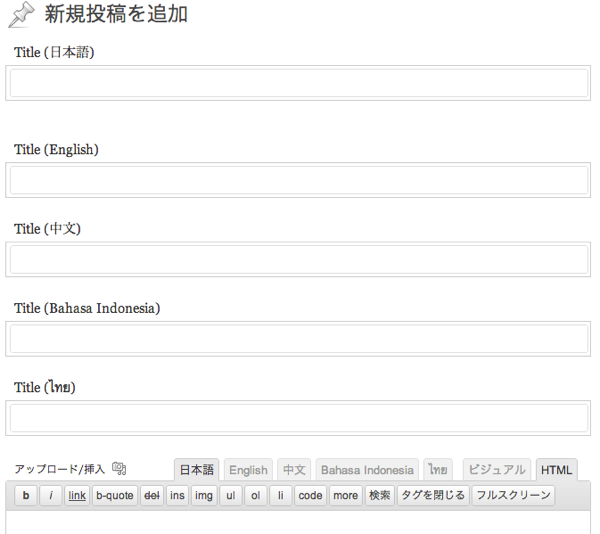 新規投稿を追加
Title (日本語)
Title (English)
Title (中文)
Title (Bahasa Indonesia)
Title (ไทย)
アップロード/挿入 日本語 English 中文 Bahasa Indonesia ไทย ビジュアル HTML
b i link b-quote del ins img ul ol li code more 検索 タグを閉じる フルスクリーン